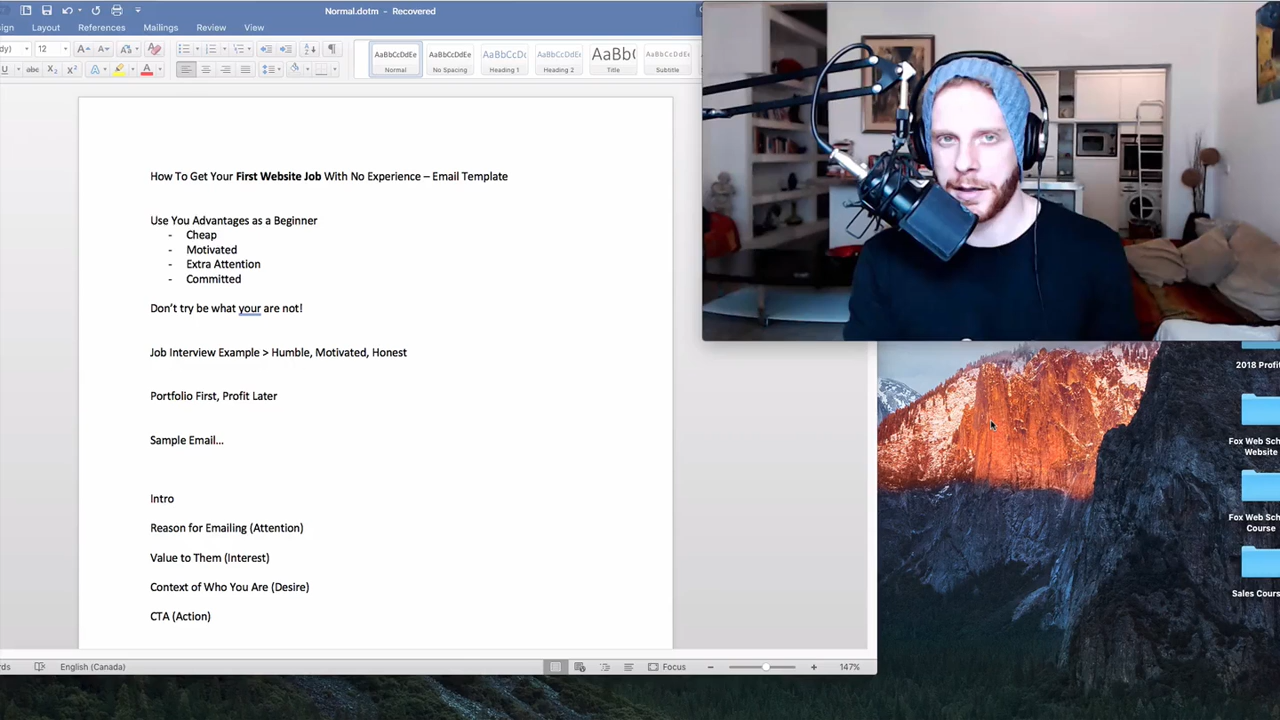 Normal.dotm - Recovered
sign Layout References Mailings Review View
12
AaBbCcDdEe AaBbCcDdEe AaBbCcDc AaBbCcDdEe AaBb( AaBbCcDdEe
Normal No Spacing Heading 1 Heading 2 Title Subtitle
How To Get Your First Website Job With No Experience – Email Template
Use You Advantages as a Beginner
- Cheap
- Motivated
- Extra Attention
- Committed
Don't try be what your are not!
Job Interview Example > Humble, Motivated, Honest
Portfolio First, Profit Later
Sample Email...
Intro
Reason for Emailing (Attention)
Value to Them (Interest)
Context of Who You Are (Desire)
CTA (Action)
English (Canada) Focus 147%
2018 Profit
Fox Web Sch
Website
Fox Web Sch
Course
Sales Cours